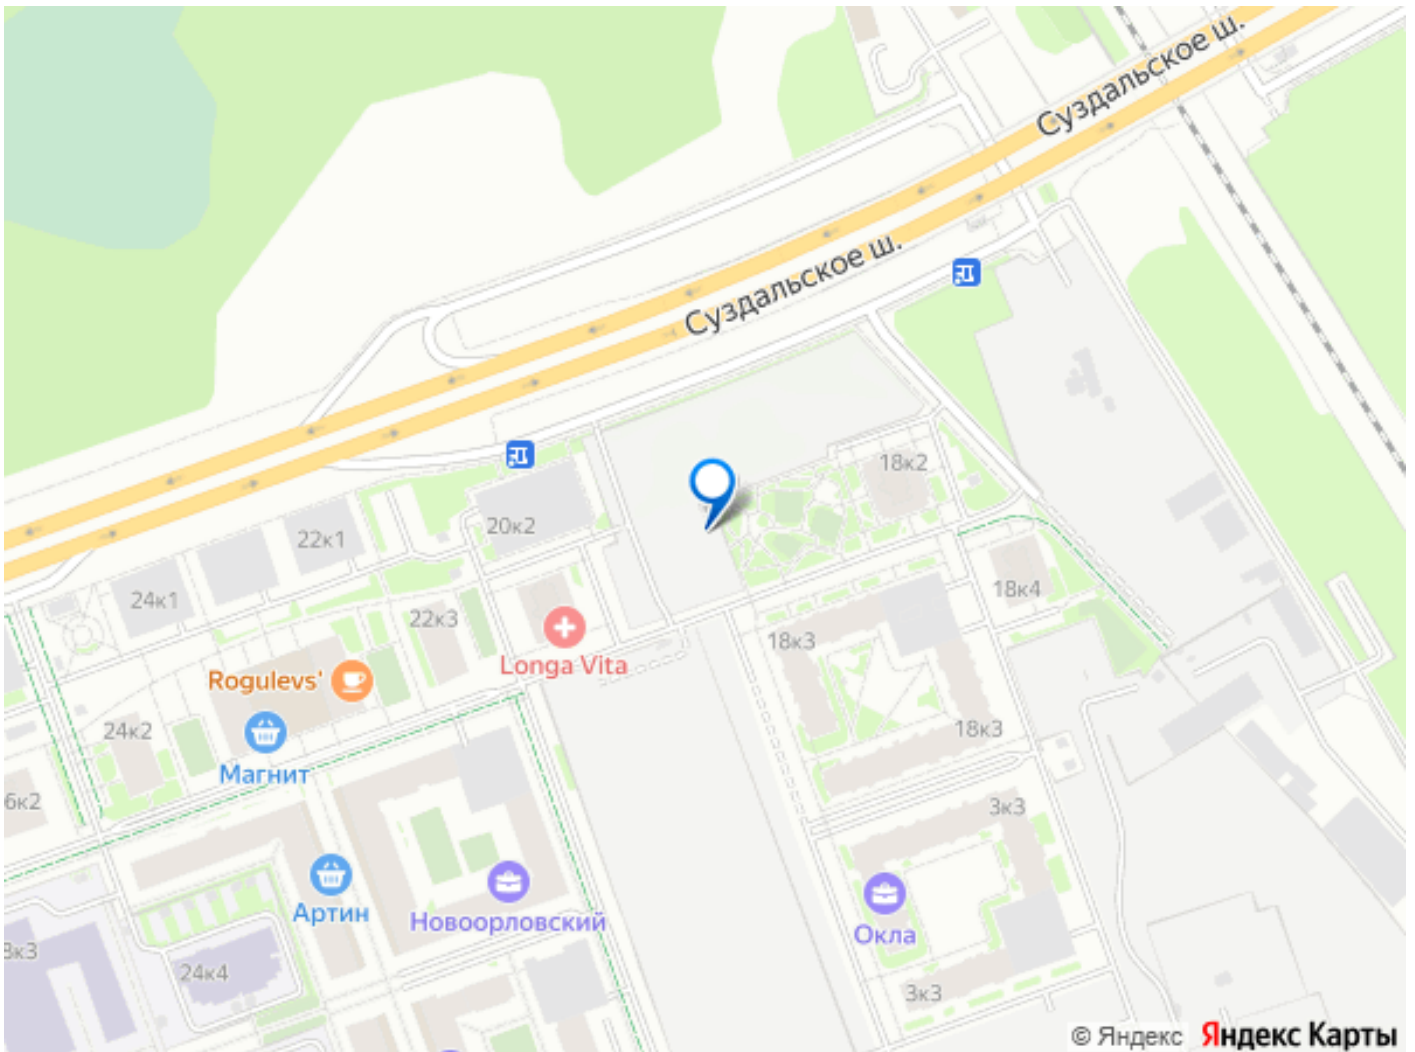 Суздальское ш.
Суздальское ш.
18к2
20к2
22к1
18к4
24к1
22к3
18к3
Longa Vita
Rogulevs'
24к2
18к3
Магнит
6к2
3к3
Артин
Новоорловский
Окла
8к3
24к4
3к3
© Яндекс Яндекс Карты